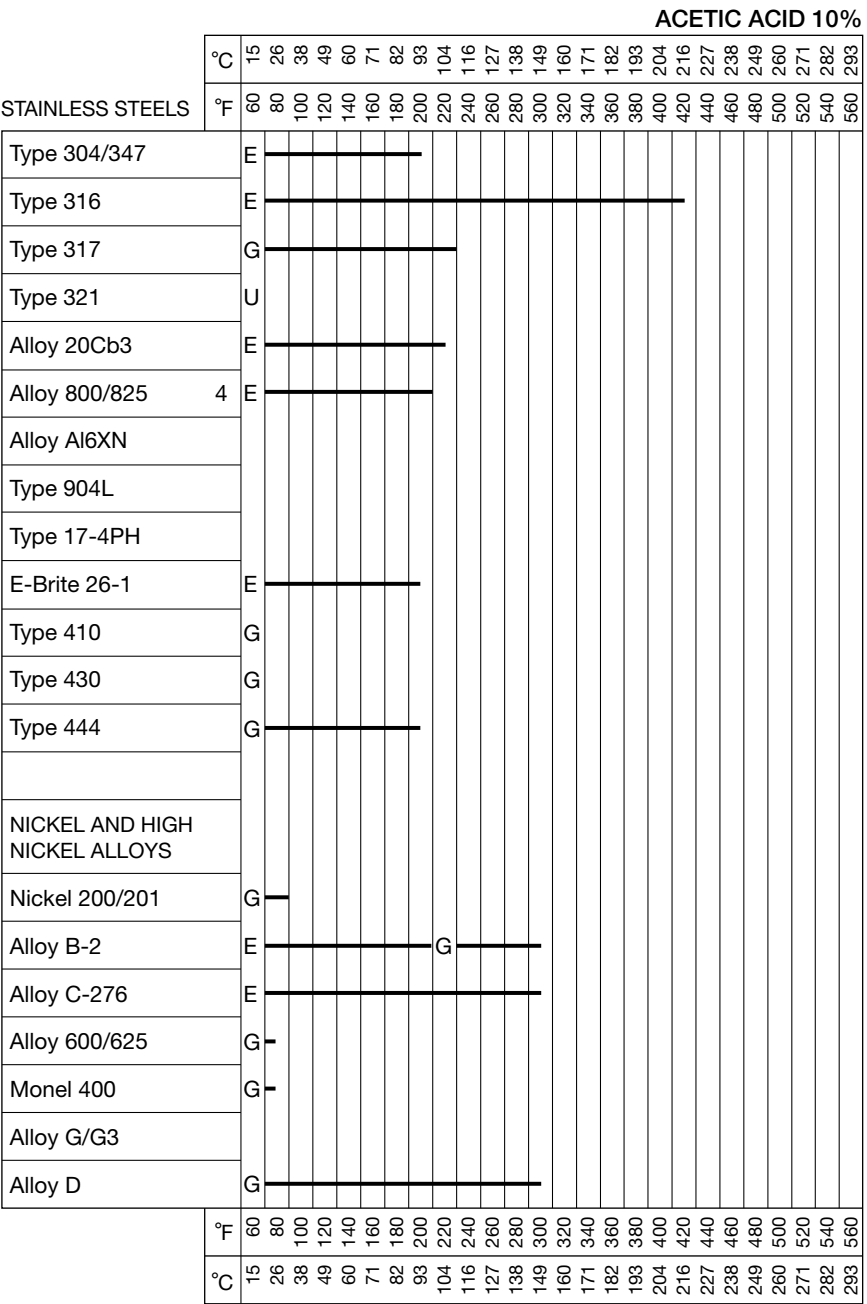 ACETIC ACID 10%
°C 15 26 38 49 60 71 82 93 104 116 127 138 149 160 171 182 193 204 216 227 238 249 260 271 282 293
STAINLESS STEELS °F 60 80 100 120 140 160 180 200 220 240 260 280 300 320 340 360 380 400 420 440 460 480 500 520 540 560
Type 304/347 E
Type 316 E
Type 317 G
Type 321 U
Alloy 20Cb3 E
Alloy 800/825 4 E
Alloy Al6XN
Type 904L
Type 17-4PH
E-Brite 26-1 E
Type 410 G
Type 430 G
Type 444 G
NICKEL AND HIGH
NICKEL ALLOYS
Nickel 200/201 G
Alloy B-2 E G
Alloy C-276 E
Alloy 600/625 G
Monel 400 G
Alloy G/G3
Alloy D G
°F 60 80 100 120 140 160 180 200 220 240 260 280 300 320 340 360 380 400 420 440 460 480 500 520 540 560
°C 15 26 38 49 60 71 82 93 104 116 127 138 149 160 171 182 193 204 216 227 238 249 260 271 282 293